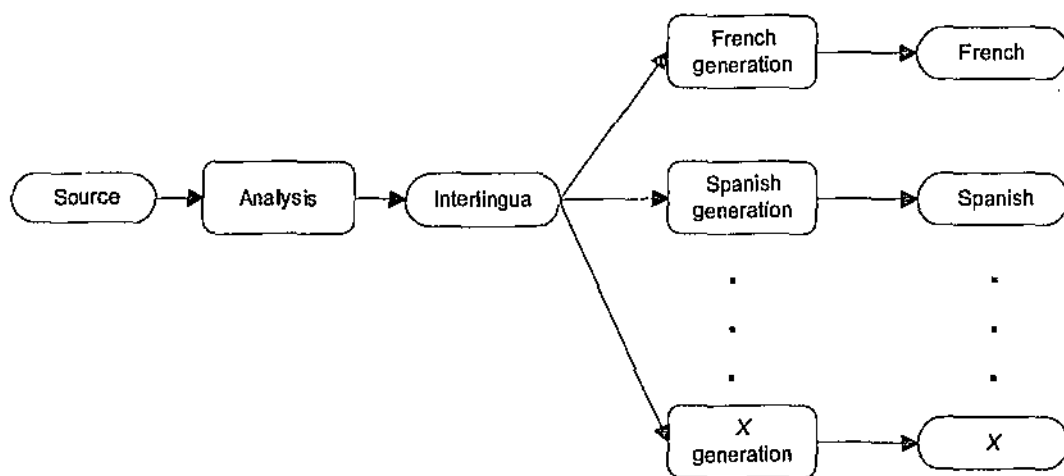 French
generation
French
Source
Analysis
Interlingua
Spanish
generation
Spanish
X
generation
X